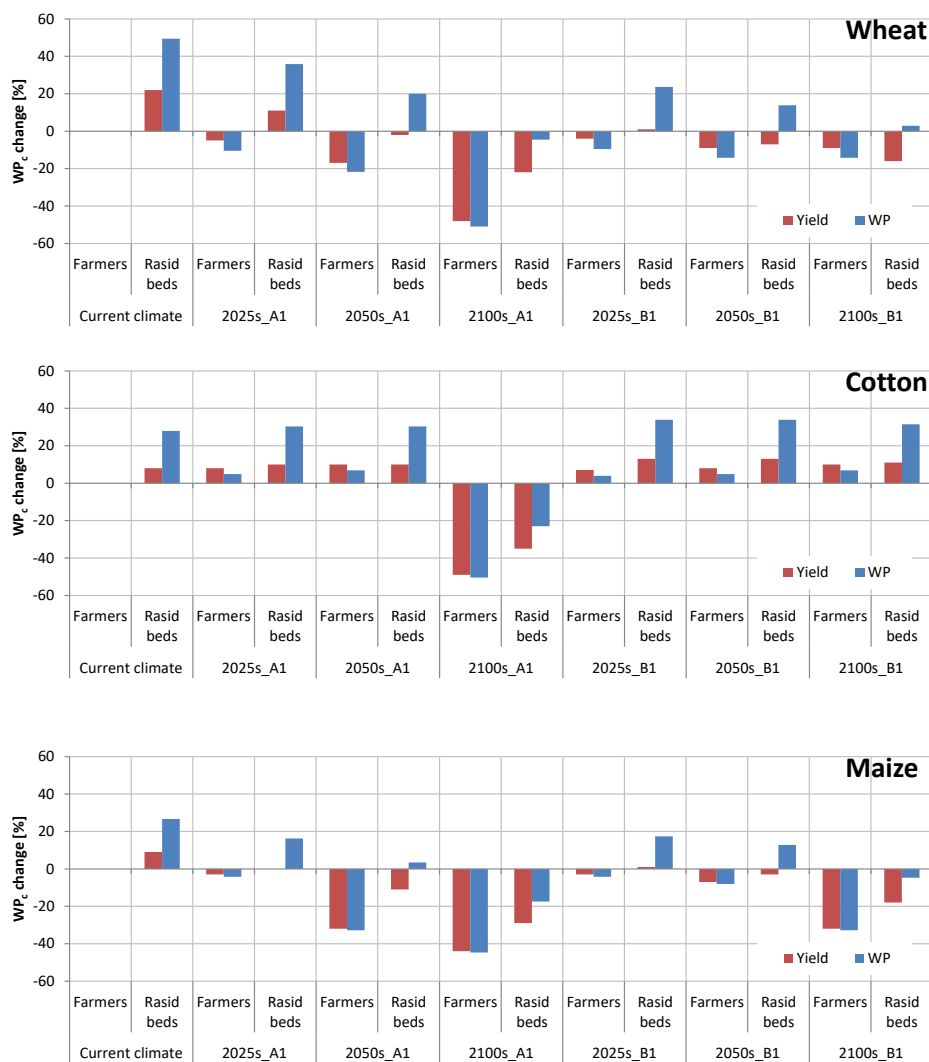 Wheat
60
40
20
0
-20
-40
-60
WPc change [%]
Yield WP
Farmers Rasid beds Farmers Rasid beds Farmers Rasid beds Farmers Rasid beds Farmers Rasid beds Farmers Rasid beds Farmers Rasid beds
Current climate 2025s_A1 2050s_A1 2100s_A1 2025s_B1 2050s_B1 2100s_B1
Cotton
60
40
20
0
-20
-40
-60
WPc change [%]
Yield WP
Farmers Rasid beds Farmers Rasid beds Farmers Rasid beds Farmers Rasid beds Farmers Rasid beds Farmers Rasid beds Farmers Rasid beds
Current climate 2025s_A1 2050s_A1 2100s_A1 2025s_B1 2050s_B1 2100s_B1
Maize
60
40
20
0
-20
-40
-60
WPc change [%]
Yield WP
Farmers Rasid beds Farmers Rasid beds Farmers Rasid beds Farmers Rasid beds Farmers Rasid beds Farmers Rasid beds Farmers Rasid beds
Current climate 2025s_A1 2050s_A1 2100s_A1 2025s_B1 2050s_B1 2100s_B1